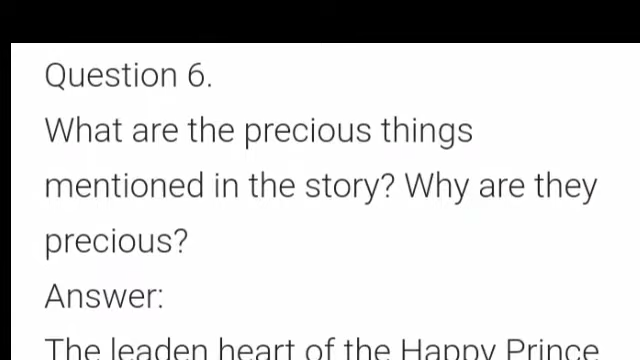 Question 6.
What are the precious things
mentioned in the story? Why are they
precious?
Answer:
The leaden heart of the Happy Prince